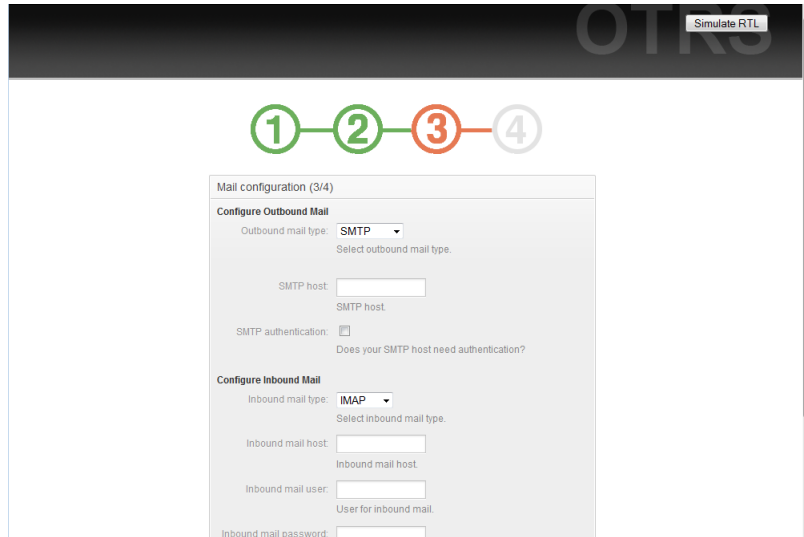 OTRS
Simulate RTL
1 2 3 4
Mail configuration (3/4)
Configure Outbound Mail
Outbound mail type: SMTP
Select outbound mail type.
SMTP host:
SMTP host.
SMTP authentication:
Does your SMTP host need authentication?
Configure Inbound Mail
Inbound mail type: IMAP
Select inbound mail type.
Inbound mail host:
Inbound mail host.
Inbound mail user:
User for inbound mail.
Inbound mail password: